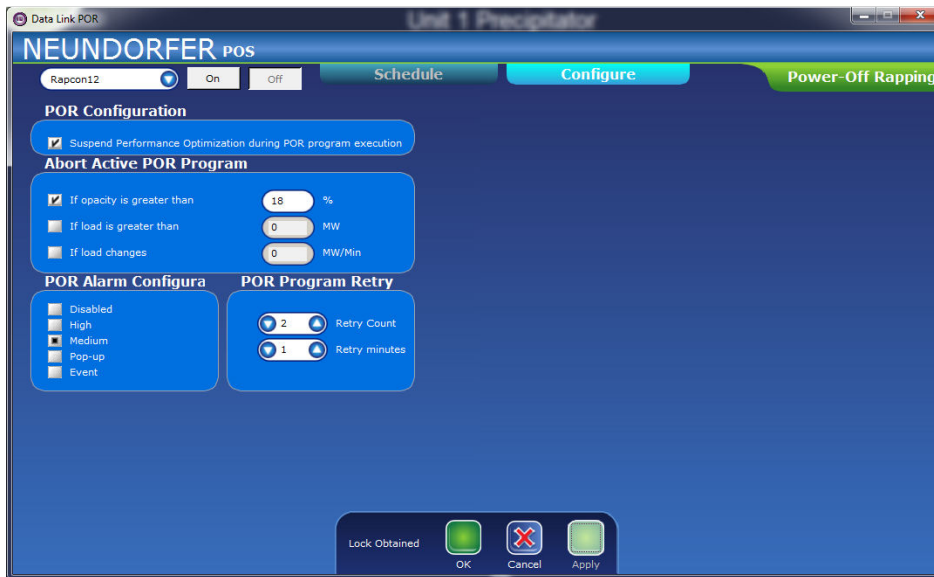 Data Link POR
Unit 1 Precipitator
NEUNDORFER POS
Rapcon12 On Off Schedule Configure Power-Off Rapping
POR Configuration
Suspend Performance Optimization during POR program execution
Abort Active POR Program
If opacity is greater than 18 %
If load is greater than 0 MW
If load changes 0 MW/Min
POR Alarm Configura POR Program Retry
Disabled
High
Medium
Pop-up
Event
2 Retry Count
1 Retry minutes
Lock Obtained
OK Cancel Apply